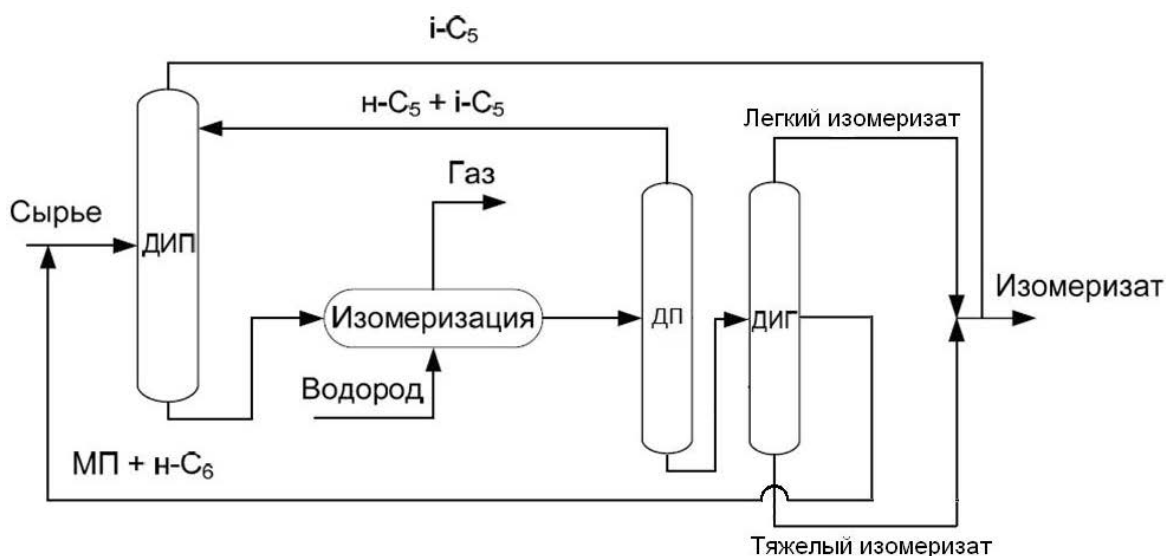 i-C₅
н-C₅ + i-C₅
Легкий изомеризат
Газ
Сырье
ДИП
Изомеризация
ДП
ДИГ
Изомеризат
Водород
МП + н-C₆
Тяжелый изомеризат